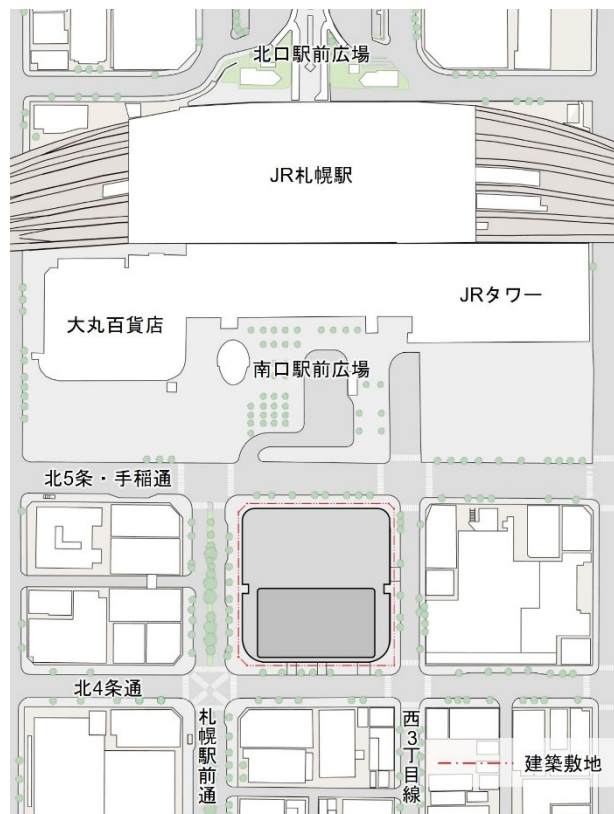 北口駅前広場
JR札幌駅
JRタワー
大丸百貨店
南口駅前広場
北5条・手稲通
北4条通
札幌駅前通
西3丁目線
建築敷地